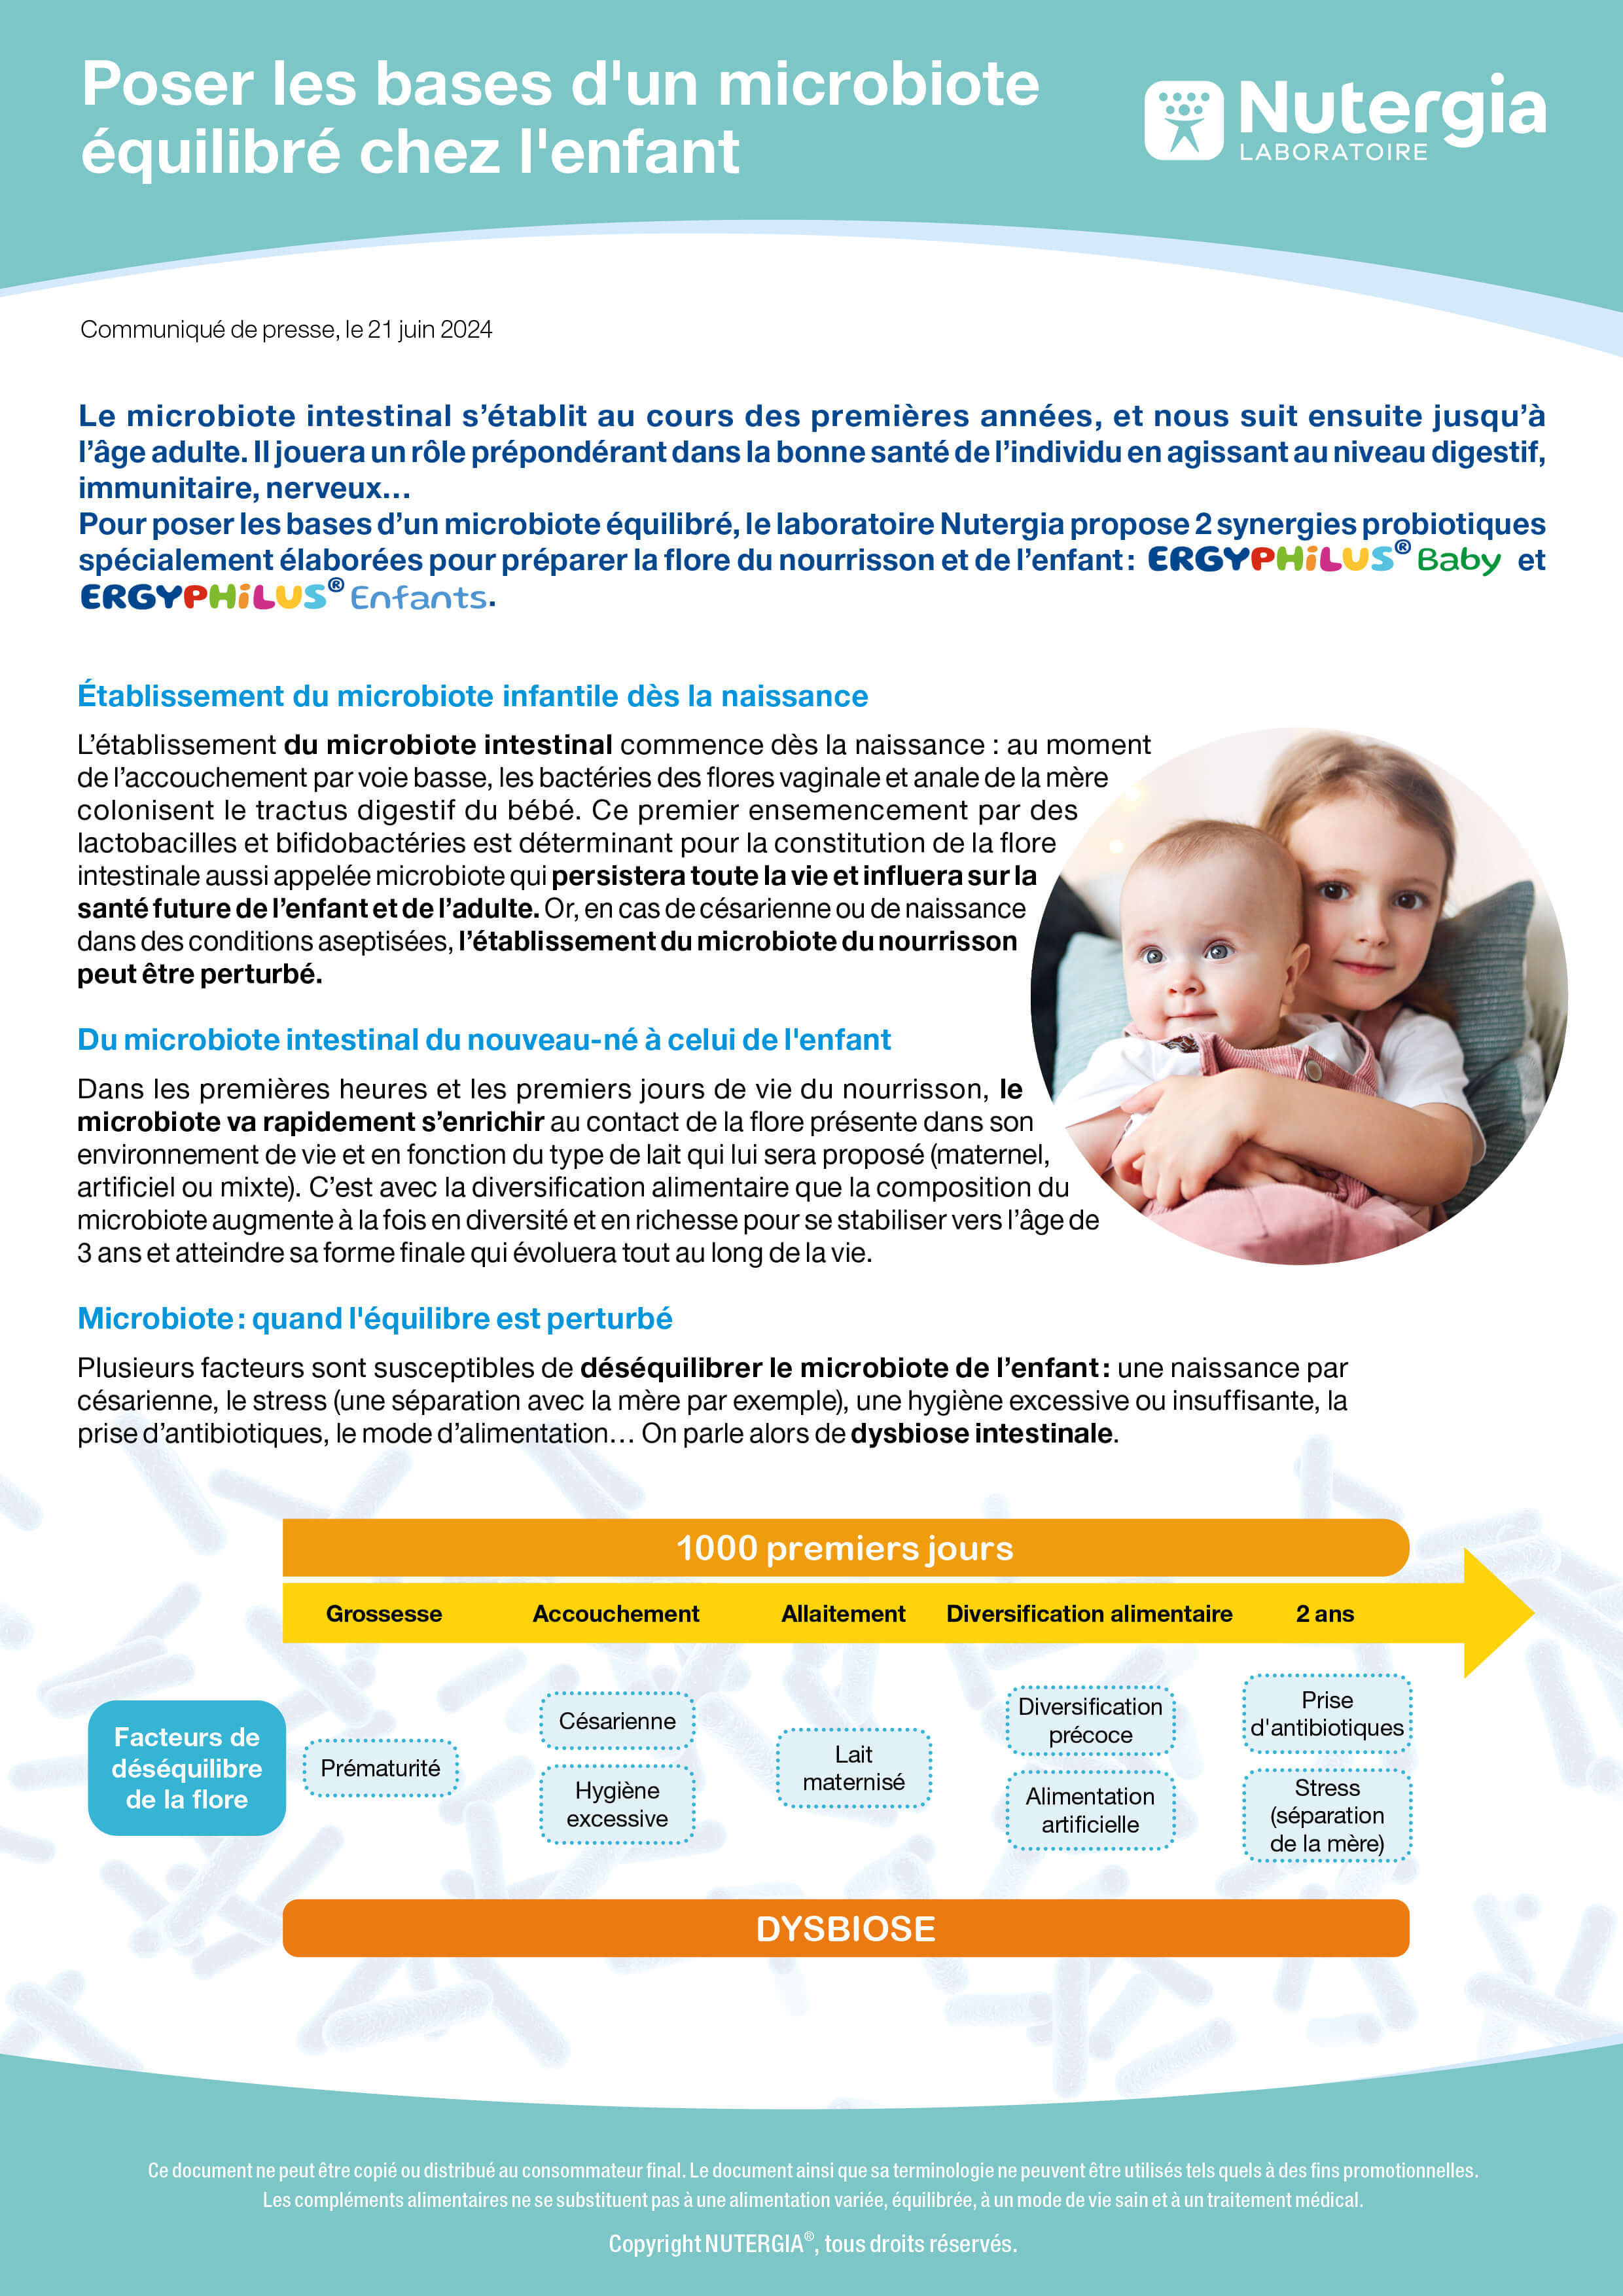 Poser les bases d'un microbiote
équilibré chez l'enfant
Nutergia
LABORATOIRE
Communiqué de presse, le 21 juin 2024
Le microbiote intestinal s’établit au cours des premières années, et nous suit ensuite jusqu’à
l’âge adulte. Il jouera un rôle prépondérant dans la bonne santé de l’individu en agissant au niveau digestif,
immunitaire, nerveux…
Pour poser les bases d’un microbiote équilibré, le laboratoire Nutergia propose 2 synergies probiotiques
spécialement élaborées pour préparer la flore du nourrisson et de l’enfant : ERGYPHiLUS® Baby et
ERGYPHiLUS® Enfants.
Établissement du microbiote infantile dès la naissance
L’établissement du microbiote intestinal commence dès la naissance : au moment
de l’accouchement par voie basse, les bactéries des flores vaginale et anale de la mère
colonisent le tractus digestif du bébé. Ce premier ensemencement par des
lactobacilles et bifidobactéries est déterminant pour la constitution de la flore
intestinale aussi appelée microbiote qui persistera toute la vie et influera sur la
santé future de l’enfant et de l’adulte. Or, en cas de césarienne ou de naissance
dans des conditions aseptisées, l’établissement du microbiote du nourrisson
peut être perturbé.
Du microbiote intestinal du nouveau-né à celui de l'enfant
Dans les premières heures et les premiers jours de vie du nourrisson, le
microbiote va rapidement s’enrichir au contact de la flore présente dans son
environnement de vie et en fonction du type de lait qui lui sera proposé (maternel,
artificiel ou mixte). C’est avec la diversification alimentaire que la composition du
microbiote augmente à la fois en diversité et en richesse pour se stabiliser vers l’âge de
3 ans et atteindre sa forme finale qui évoluera tout au long de la vie.
Microbiote : quand l'équilibre est perturbé
Plusieurs facteurs sont susceptibles de déséquilibrer le microbiote de l’enfant : une naissance par
césarienne, le stress (une séparation avec la mère par exemple), une hygiène excessive ou insuffisante, la
prise d’antibiotiques, le mode d’alimentation… On parle alors de dysbiose intestinale.
1000 premiers jours
Grossesse Accouchement Allaitement Diversification alimentaire 2 ans
Facteurs de
déséquilibre
de la flore
Prématurité
Césarienne
Hygiène
excessive
Lait
maternisé
Diversification
précoce
Alimentation
artificielle
Prise
d'antibiotiques
Stress
(séparation
de la mère)
DYSBIOSE
Ce document ne peut être copié ou distribué au consommateur final. Le document ainsi que sa terminologie ne peuvent être utilisés tels quels à des fins promotionnelles.
Les compléments alimentaires ne se substituent pas à une alimentation variée, équilibrée, à un mode de vie sain et à un traitement médical.
Copyright NUTERGIA®, tous droits réservés.